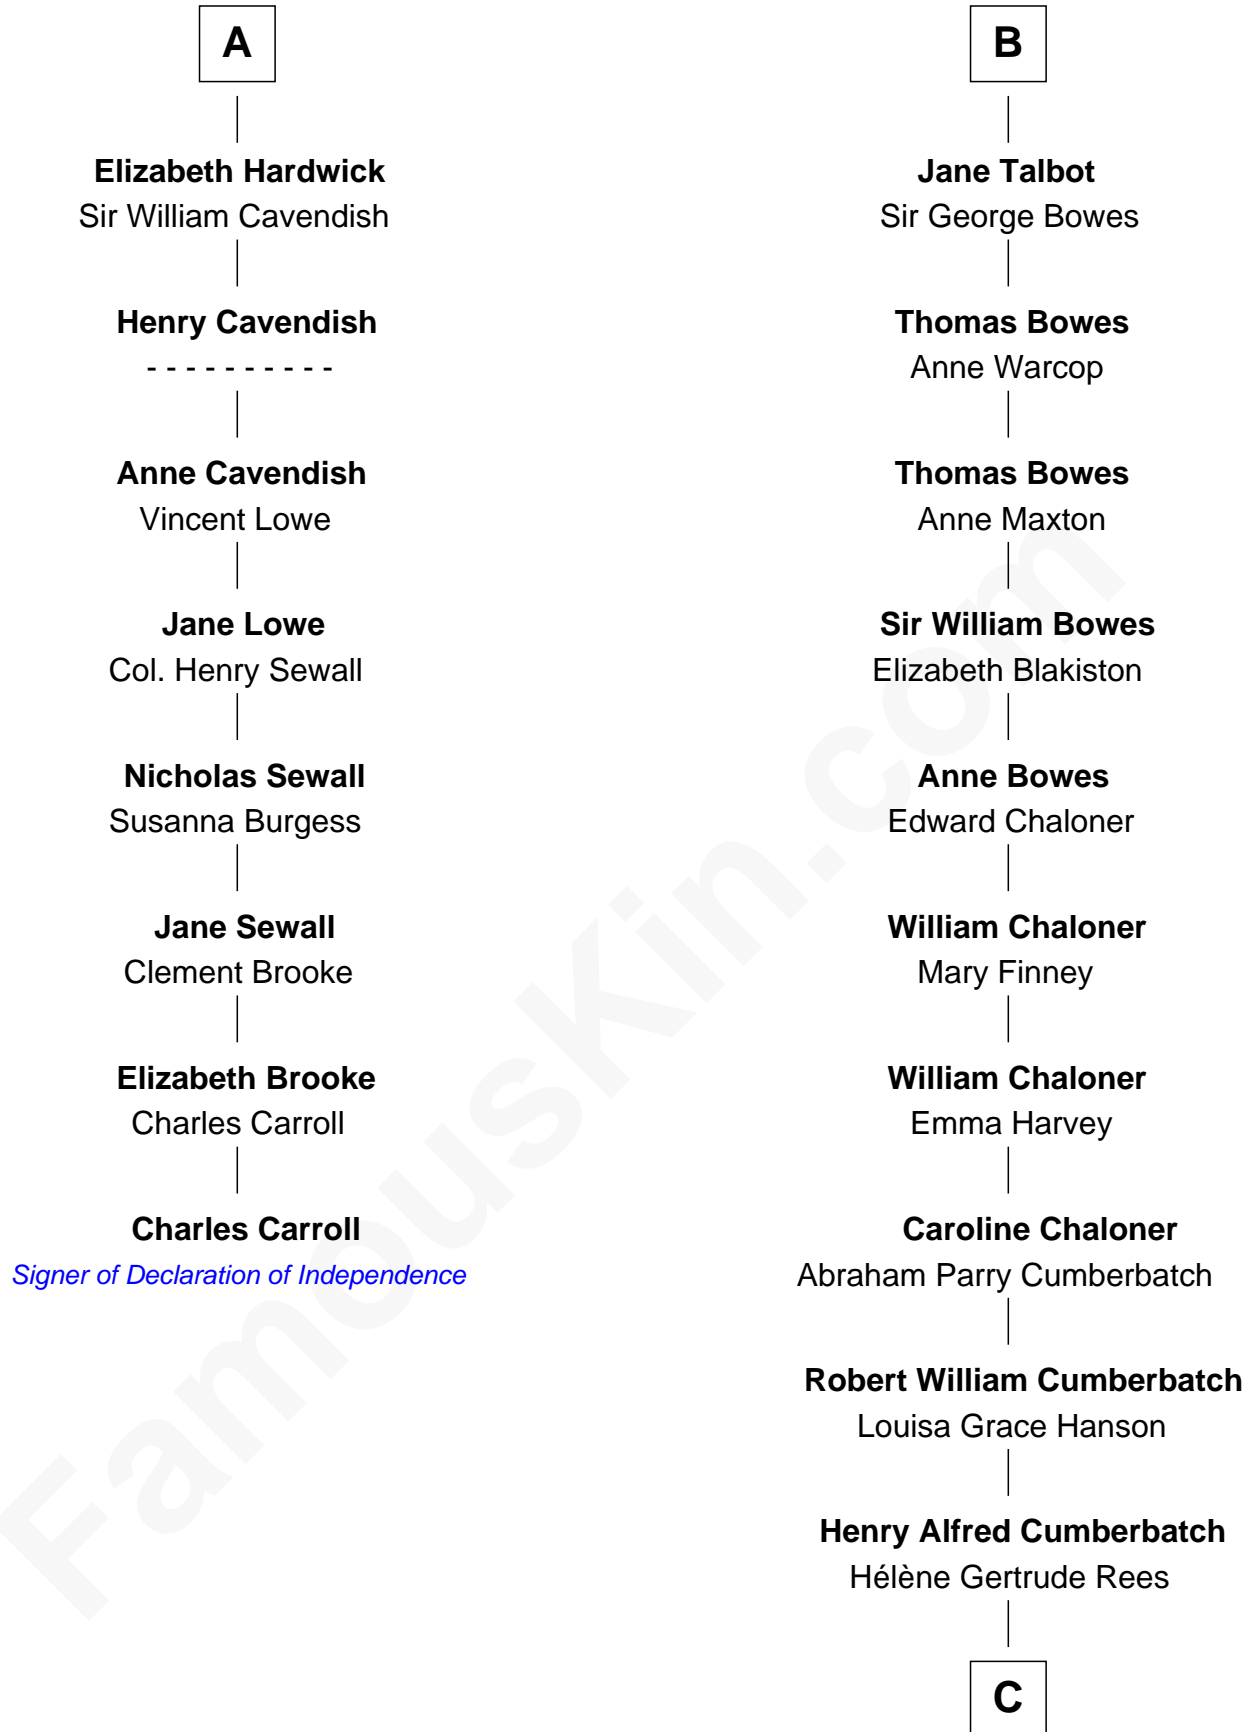 A
Elizabeth Hardwick
Sir William Cavendish
Henry Cavendish
- - - - - - - - - -
Anne Cavendish
Vincent Lowe
Jane Lowe
Col. Henry Sewall
Nicholas Sewall
Susanna Burgess
Jane Sewall
Clement Brooke
Elizabeth Brooke
Charles Carroll
Charles Carroll
Signer of Declaration of Independence
B
Jane Talbot
Sir George Bowes
Thomas Bowes
Anne Warcop
Thomas Bowes
Anne Maxton
Sir William Bowes
Elizabeth Blakiston
Anne Bowes
Edward Chaloner
William Chaloner
Mary Finney
William Chaloner
Emma Harvey
Caroline Chaloner
Abraham Parry Cumberbatch
Robert William Cumberbatch
Louisa Grace Hanson
Henry Alfred Cumberbatch
Hélène Gertrude Rees
C
FamousKin.com